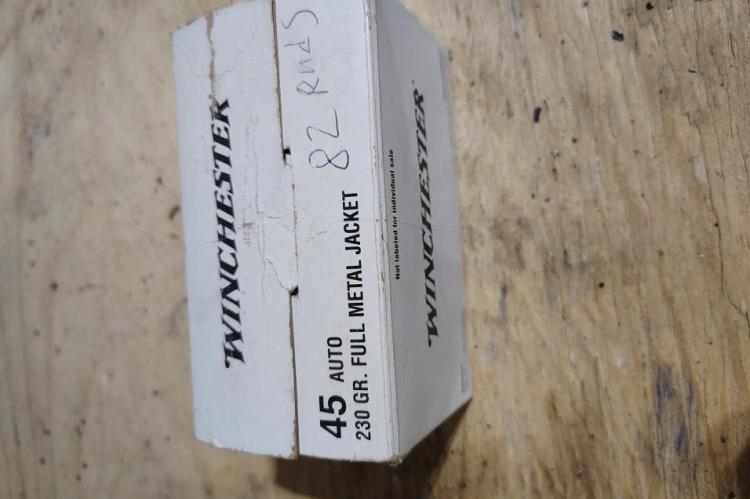 WINCHESTER
82 RNdS
45 AUTO
230 GR. FULL METAL JACKET
Not labeled for individual sale
WINCHESTER